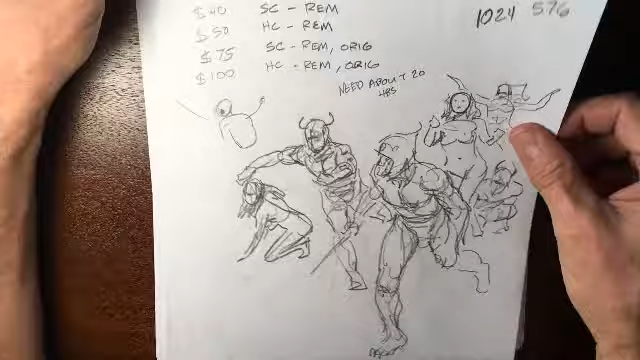 $40 SC - REM
$50 HC - REM
$75 SC - REM, ORIG
$100 HC - REM, ORIG
NEED ABOUT 20
HRS
1024 576